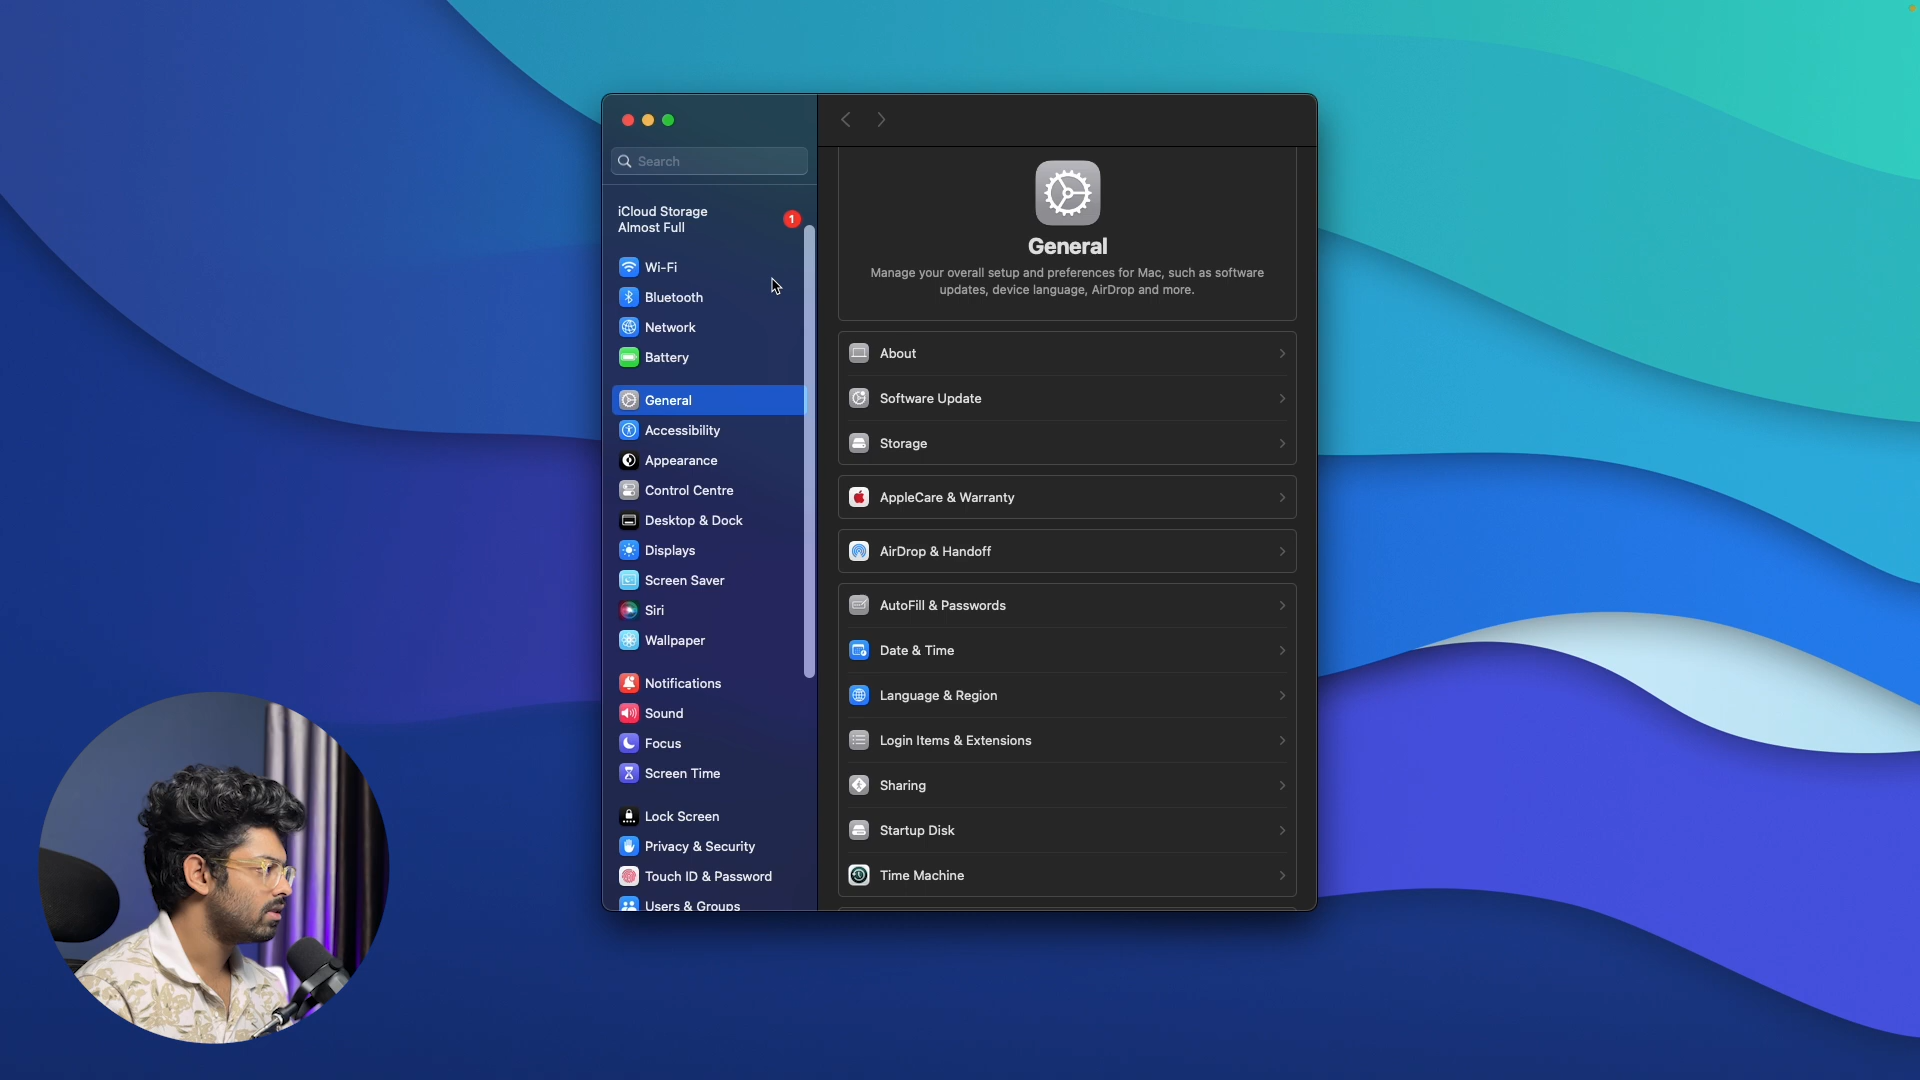 Search
iCloud Storage
Almost Full
1
Wi-Fi
Bluetooth
Network
Battery
General
Accessibility
Appearance
Control Centre
Desktop & Dock
Displays
Screen Saver
Siri
Wallpaper
Notifications
Sound
Focus
Screen Time
Lock Screen
Privacy & Security
Touch ID & Password
Users & Groups
General
Manage your overall setup and preferences for Mac, such as software
updates, device language, AirDrop and more.
About
Software Update
Storage
AppleCare & Warranty
AirDrop & Handoff
AutoFill & Passwords
Date & Time
Language & Region
Login Items & Extensions
Sharing
Startup Disk
Time Machine